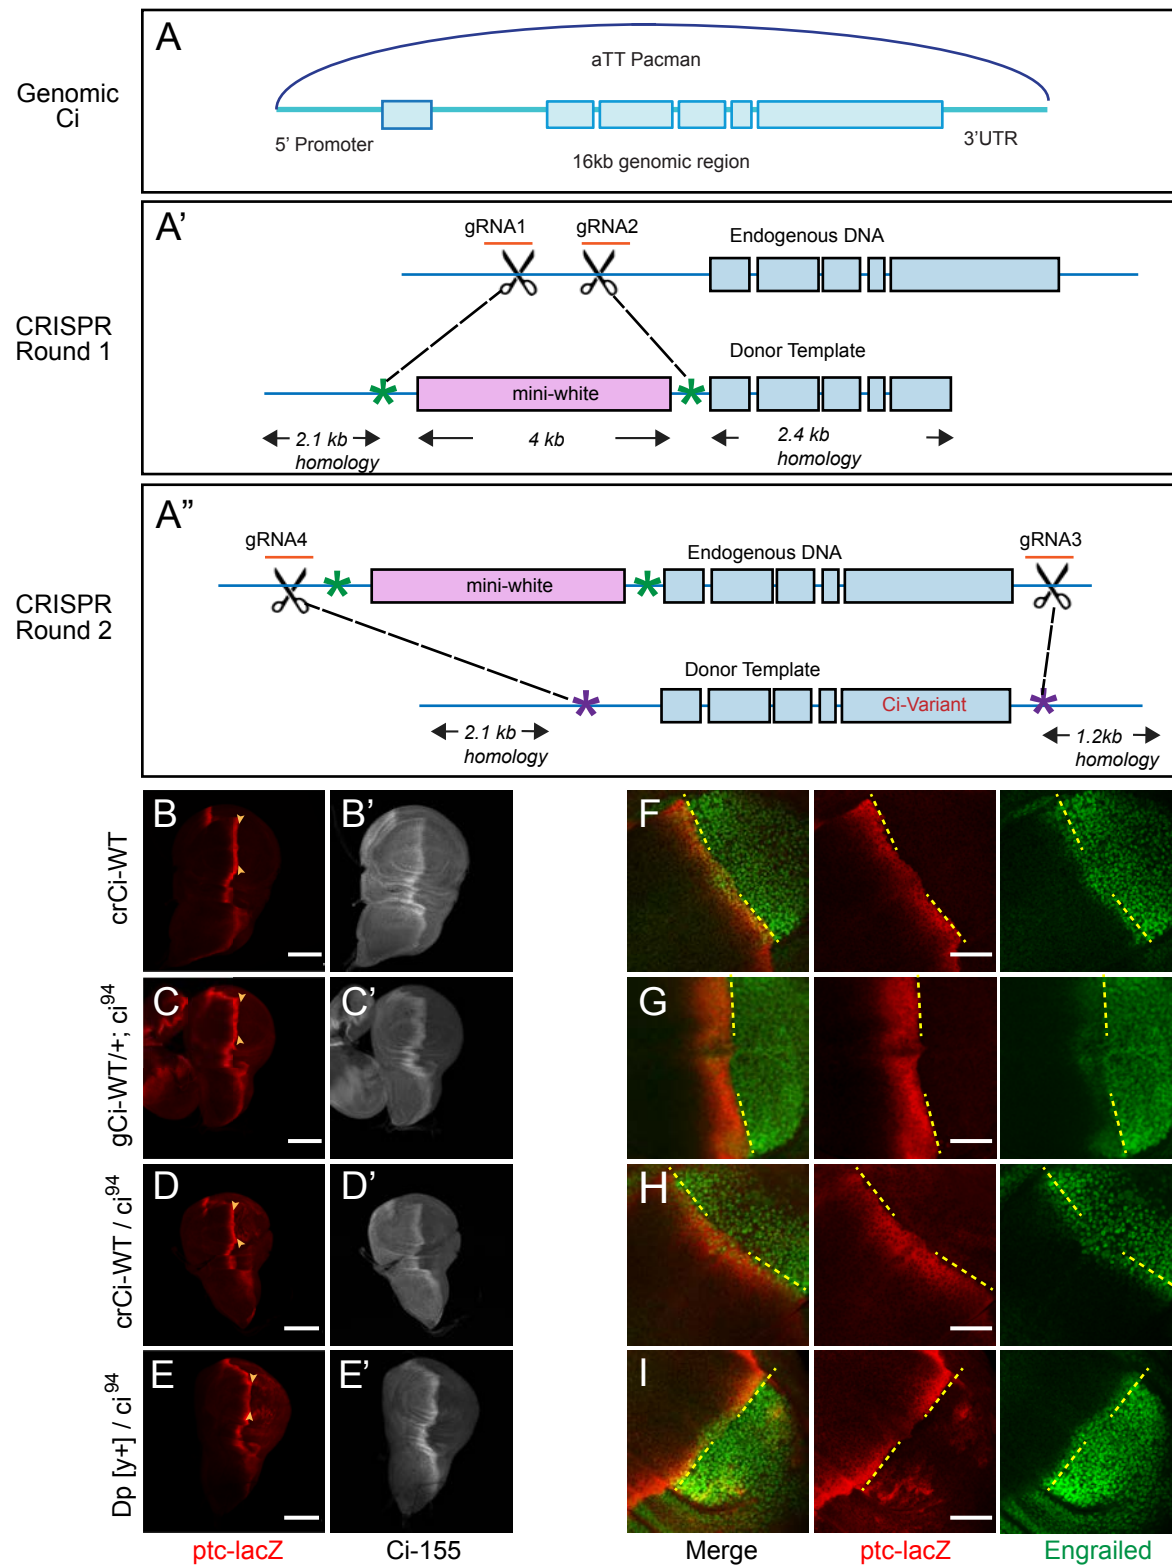 A
Genomic
Ci
aTT Pacman
5' Promoter
16kb genomic region
3'UTR
A'
CRISPR
Round 1
gRNA1
gRNA2
Endogenous DNA
Donor Template
mini-white
2.1 kb
homology
4 kb
2.4 kb
homology
A"
CRISPR
Round 2
gRNA4
gRNA3
Endogenous DNA
mini-white
Donor Template
Ci-Variant
2.1 kb
homology
1.2kb
homology
crCi-WT
B
B'
F
gCi-WT/+; ci94
C
C'
G
crCi-WT / ci94
D
D'
H
Dp [y+] / ci94
E
E'
I
ptc-lacZ
Ci-155
Merge
ptc-lacZ
Engrailed